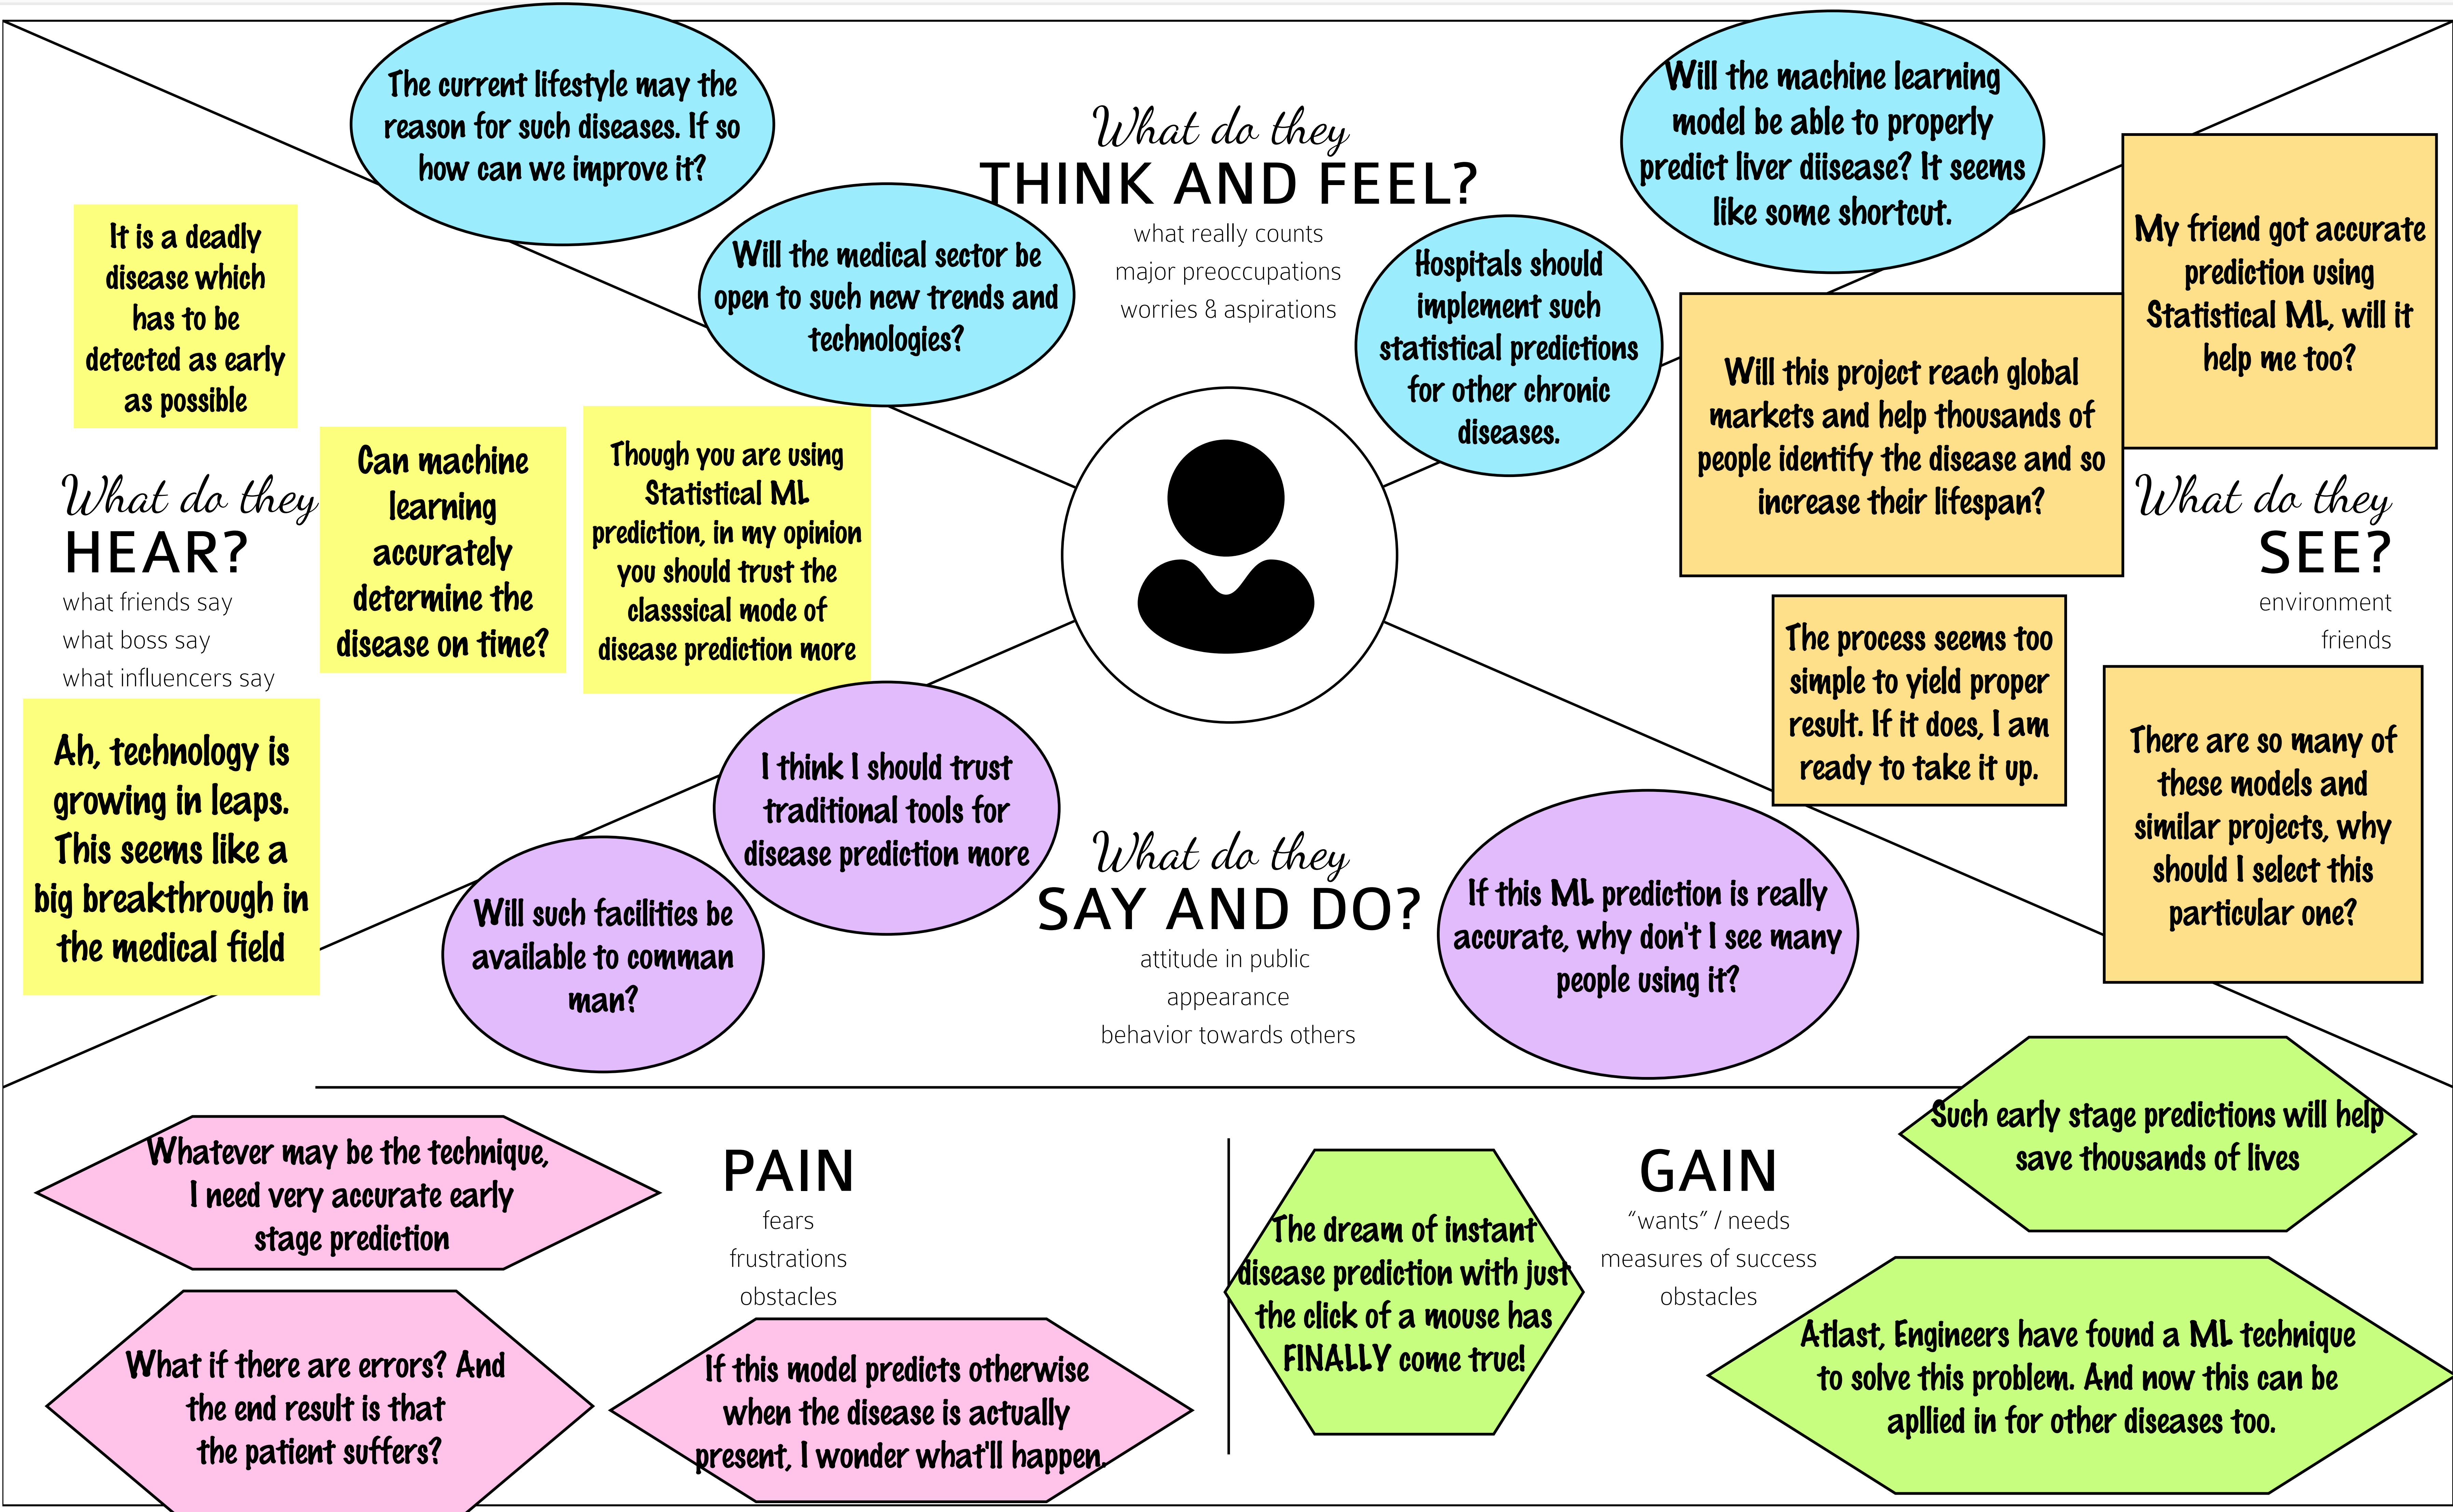 The current lifestyle may the
reason for such diseases. If so
how can we improve it?
Will the medical sector be
open to such new trends and
technologies?
What do they
THINK AND FEEL?
what really counts
major preoccupations
worries & aspirations
Hospitals should
implement such
statistical predictions
for other chronic
diseases.
Will the machine learning
model be able to properly
predict liver diisease? It seems
like some shortcut.
It is a deadly
disease which
has to be
detected as early
as possible
What do they
HEAR?
what friends say
what boss say
what influencers say
Can machine
learning
accurately
determine the
disease on time?
Though you are using
Statistical ML
prediction, in my opinion
you should trust the
classsical mode of
disease prediction more
Ah, technology is
growing in leaps.
This seems like a
big breakthrough in
the medical field
My friend got accurate
prediction using
Statistical ML, will it
help me too?
Will this project reach global
markets and help thousands of
people identify the disease and so
increase their lifespan?
What do they
SEE?
environment
friends
The process seems too
simple to yield proper
result. If it does, I am
ready to take it up.
There are so many of
these models and
similar projects, why
should I select this
particular one?
I think I should trust
traditional tools for
disease prediction more
Will such facilities be
available to comman
man?
What do they
SAY AND DO?
attitude in public
appearance
behavior towards others
If this ML prediction is really
accurate, why don't I see many
people using it?
Whatever may be the technique,
I need very accurate early
stage prediction
PAIN
fears
frustrations
obstacles
What if there are errors? And
the end result is that
the patient suffers?
If this model predicts otherwise
when the disease is actually
present, I wonder what'll happen.
The dream of instant
disease prediction with just
the click of a mouse has
FINALLY come true!
GAIN
“wants” / needs
measures of success
obstacles
Such early stage predictions will help
save thousands of lives
Atlast, Engineers have found a ML technique
to solve this problem. And now this can be
apllied in for other diseases too.